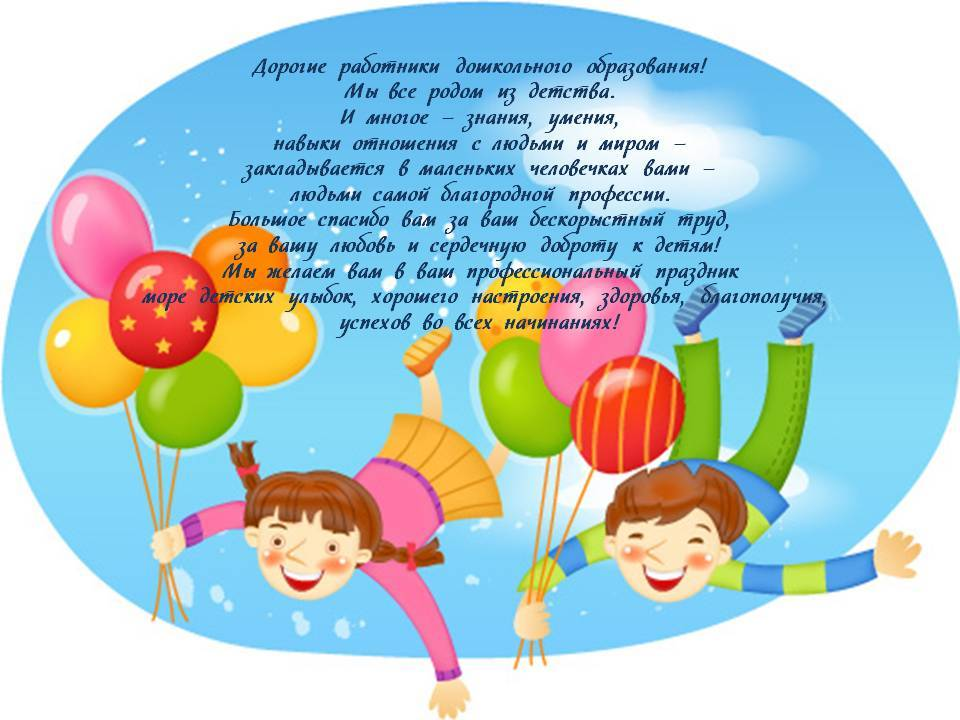 Дорогие работники дошкольного образования!
Мы все родом из детства.
И многое – знания, умения,
навыки отношения с людьми и миром –
закладывается в маленьких человечках вами –
людьми самой благородной профессии.
Большое спасибо вам за ваш бескорыстный труд,
за вашу любовь и сердечную доброту к детям!
Мы желаем вам в ваш профессиональный праздник
море детских улыбок, хорошего настроения, здоровья, благополучия,
успехов во всех начинаниях!